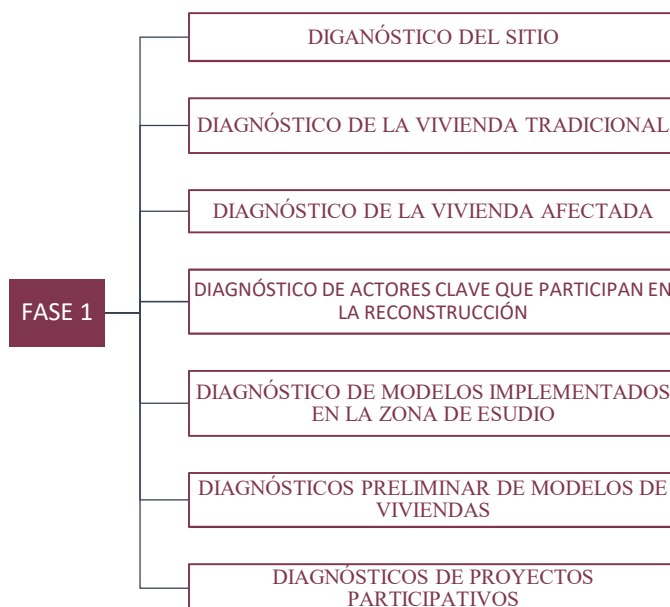 DIGANÓSTICO DEL SITIO
DIAGNÓSTICO DE LA VIVIENDA TRADICIONAL
DIAGNÓSTICO DE LA VIVIENDA AFECTADA
FASE 1
DIAGNÓSTICO DE ACTORES CLAVE QUE PARTICIPAN EN
LA RECONSTRUCCIÓN
DIAGNÓSTICO DE MODELOS IMPLEMENTADOS
EN LA ZONA DE ESUDIO
DIAGNÓSTICOS PRELIMINAR DE MODELOS DE
VIVIENDAS
DIAGNÓSTICOS DE PROYECTOS
PARTICIPATIVOS